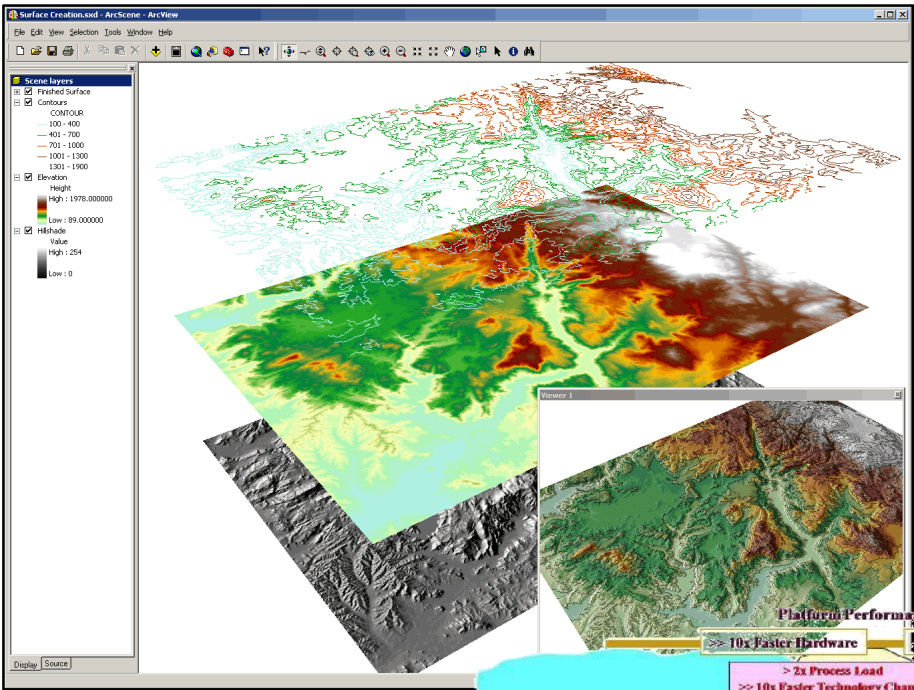 Surface Creation.sxd - ArcScene - ArcView
File Edit View Selection Tools Window Help
Scene layers
Finished Surface
Contours
CONTOUR
100 - 400
401 - 700
701 - 1000
1001 - 1300
1301 - 1900
Elevation
Height
High : 1978.000000
Low : 89.000000
Hillshade
Value
High : 254
Low : 0
Display Source
Viewer 1
Platform Performa
>> 10x Faster Hardware
> 2x Process Load
>> 10x Faster Technology Chan